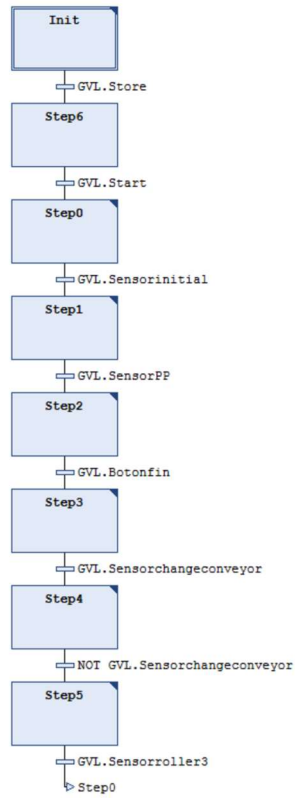 Init
GVL.Store
Step6
GVL.Start
Step0
GVL.Sensorinitial
Step1
GVL.SensorPP
Step2
GVL.Botonfin
Step3
GVL.Sensorchangeconveyor
Step4
NOT GVL.Sensorchangeconveyor
Step5
GVL.Sensorroller3
Step0